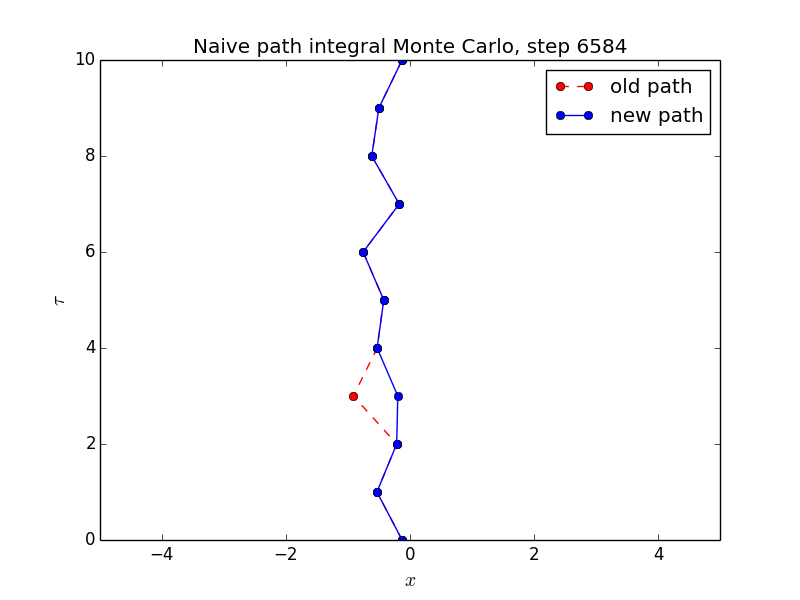 Naive path integral Monte Carlo, step 6584
old path
new path
10
8
6
4
2
0
τ
−4 −2 0 2 4
x